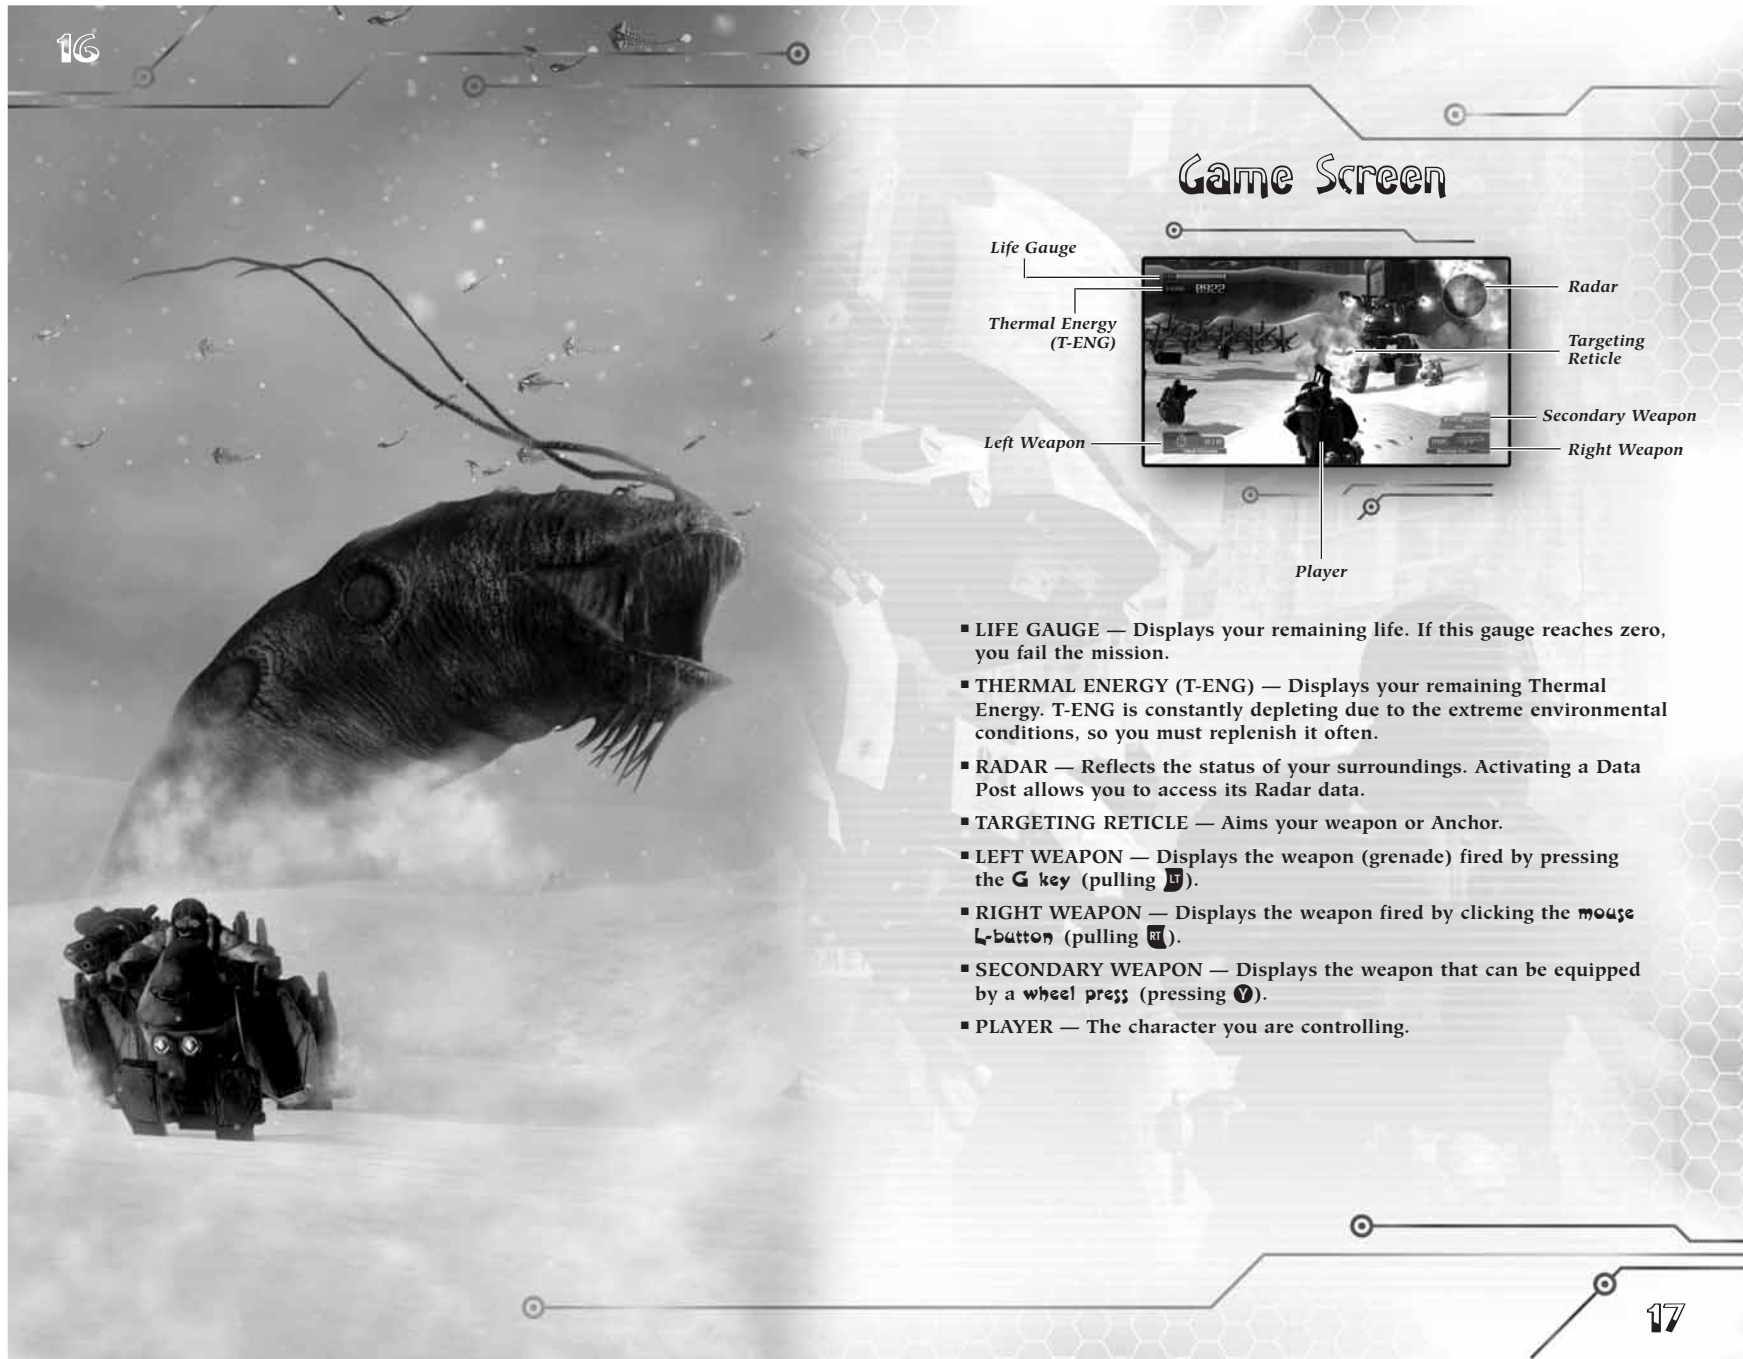 16
Game Screen
Life Gauge
Thermal Energy
(T-ENG)
Left Weapon
0922
Radar
Targeting
Reticle
Secondary Weapon
Right Weapon
Player
■ LIFE GAUGE — Displays your remaining life. If this gauge reaches zero,
you fail the mission.
■ THERMAL ENERGY (T-ENG) — Displays your remaining Thermal
Energy. T-ENG is constantly depleting due to the extreme environmental
conditions, so you must replenish it often.
■ RADAR — Reflects the status of your surroundings. Activating a Data
Post allows you to access its Radar data.
■ TARGETING RETICLE — Aims your weapon or Anchor.
■ LEFT WEAPON — Displays the weapon (grenade) fired by pressing
the G key (pulling LT).
■ RIGHT WEAPON — Displays the weapon fired by clicking the mouse
L-button (pulling RT).
■ SECONDARY WEAPON — Displays the weapon that can be equipped
by a wheel press (pressing Y).
■ PLAYER — The character you are controlling.
17